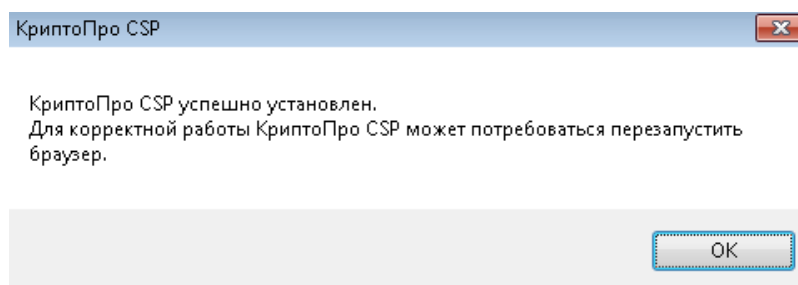 КриптоПро CSP
КриптоПро CSP успешно установлен.
Для корректной работы КриптоПро CSP может потребоваться перезапустить
браузер.
OK